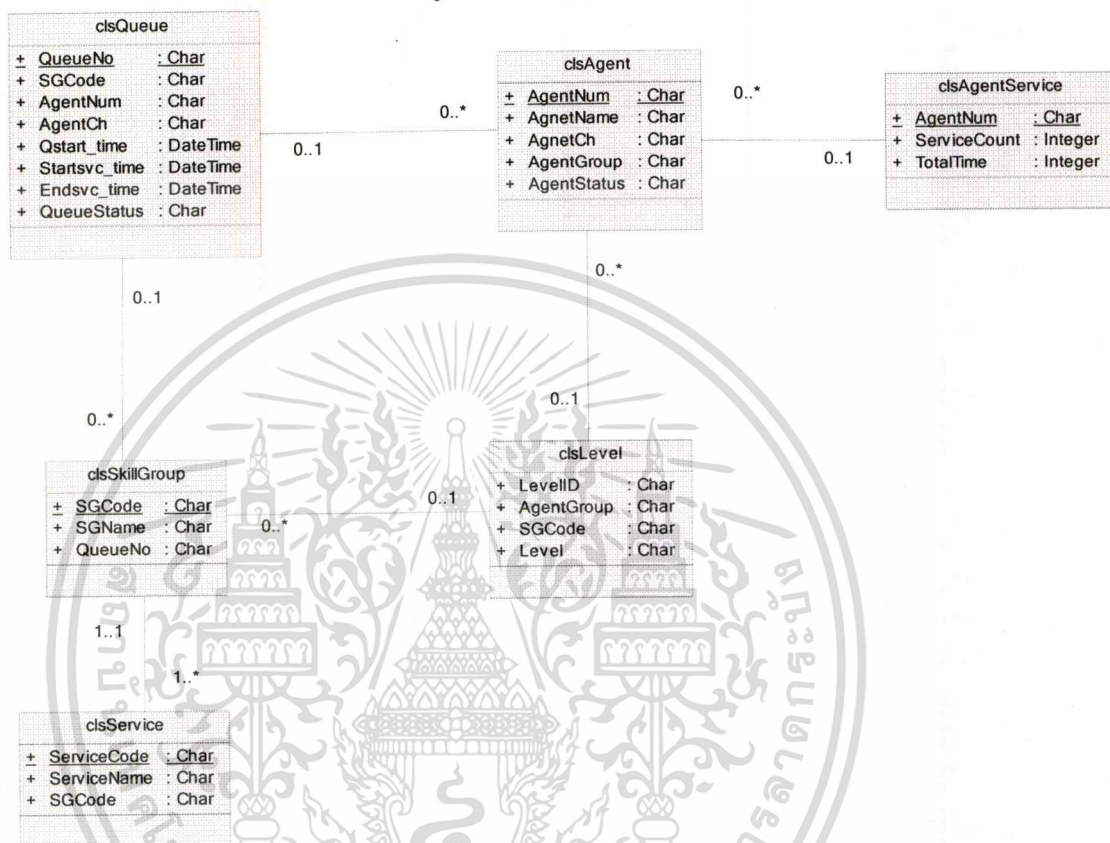 clsQueue
+ QueueNo : Char
+ SGCode : Char
+ AgentNum : Char
+ AgentCh : Char
+ Qstart_time : DateTime
+ Startsvc_time : DateTime
+ Endsvc_time : DateTime
+ QueueStatus : Char
0..1
0..*
clsAgent
+ AgentNum : Char
+ AgnetName : Char
+ AgnetCh : Char
+ AgentGroup : Char
+ AgentStatus : Char
0..*
0..1
clsAgentService
+ AgentNum : Char
+ ServiceCount : Integer
+ TotalTime : Integer
0..1
0..*
0..*
0..1
clsSkillGroup
+ SGCode : Char
+ SGName : Char
+ QueueNo : Char
0..*
0..1
clsLevel
+ LevelID : Char
+ AgentGroup : Char
+ SGCode : Char
+ Level : Char
1..1
1..*
clsService
+ ServiceCode : Char
+ ServiceName : Char
+ SGCode : Char